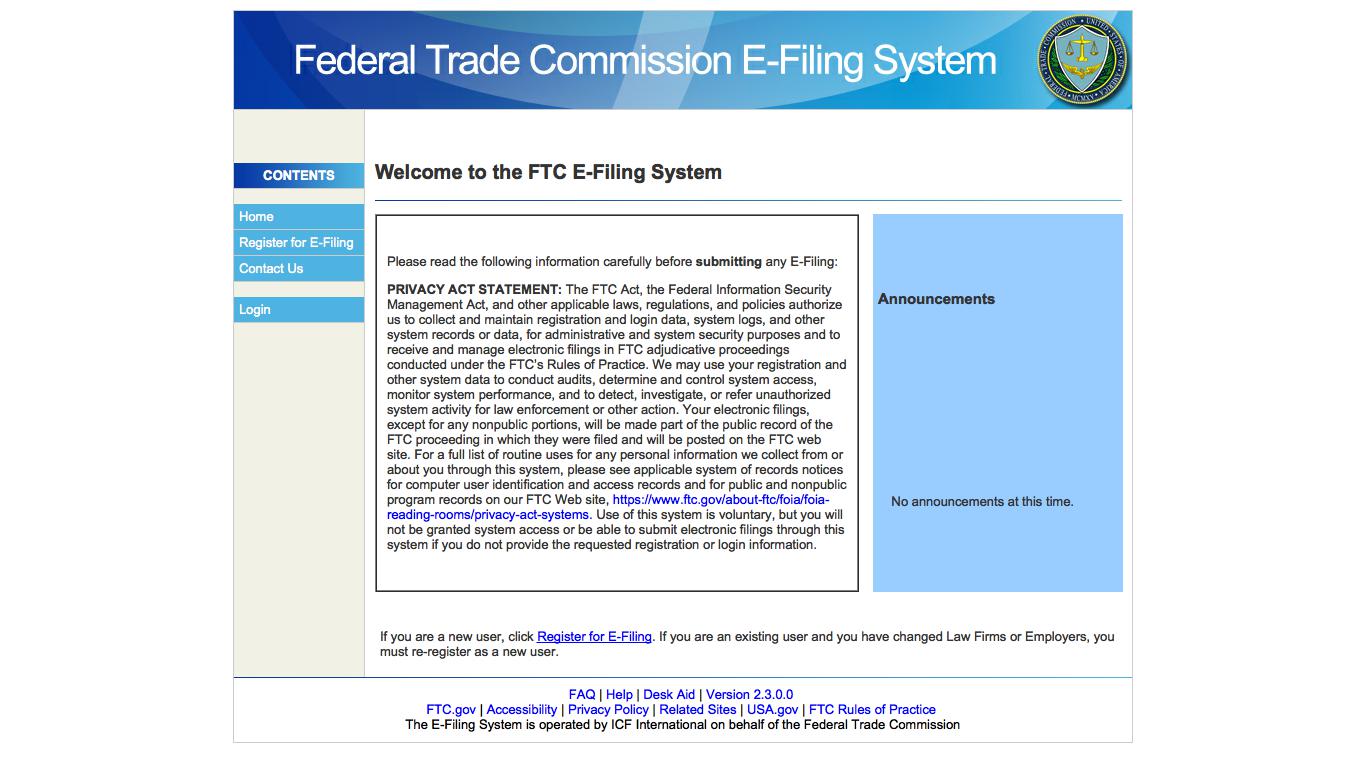 Federal Trade Commission E-Filing System
FEDERAL TRADE COMMISSION • UNITED STATES OF AMERICA
MCMXV
CONTENTS
Home
Register for E-Filing
Contact Us
Login
Welcome to the FTC E-Filing System
Please read the following information carefully before submitting any E-Filing:
PRIVACY ACT STATEMENT: The FTC Act, the Federal Information Security
Management Act, and other applicable laws, regulations, and policies authorize
us to collect and maintain registration and login data, system logs, and other
system records or data, for administrative and system security purposes and to
receive and manage electronic filings in FTC adjudicative proceedings
conducted under the FTC's Rules of Practice. We may use your registration and
other system data to conduct audits, determine and control system access,
monitor system performance, and to detect, investigate, or refer unauthorized
system activity for law enforcement or other action. Your electronic filings,
except for any nonpublic portions, will be made part of the public record of the
FTC proceeding in which they were filed and will be posted on the FTC web
site. For a full list of routine uses for any personal information we collect from or
about you through this system, please see applicable system of records notices
for computer user identification and access records and for public and nonpublic
program records on our FTC Web site, https://www.ftc.gov/about-ftc/foia/foia-
reading-rooms/privacy-act-systems. Use of this system is voluntary, but you will
not be granted system access or be able to submit electronic filings through this
system if you do not provide the requested registration or login information.
Announcements
No announcements at this time.
If you are a new user, click Register for E-Filing. If you are an existing user and you have changed Law Firms or Employers, you
must re-register as a new user.
FAQ | Help | Desk Aid | Version 2.3.0.0
FTC.gov | Accessibility | Privacy Policy | Related Sites | USA.gov | FTC Rules of Practice
The E-Filing System is operated by ICF International on behalf of the Federal Trade Commission